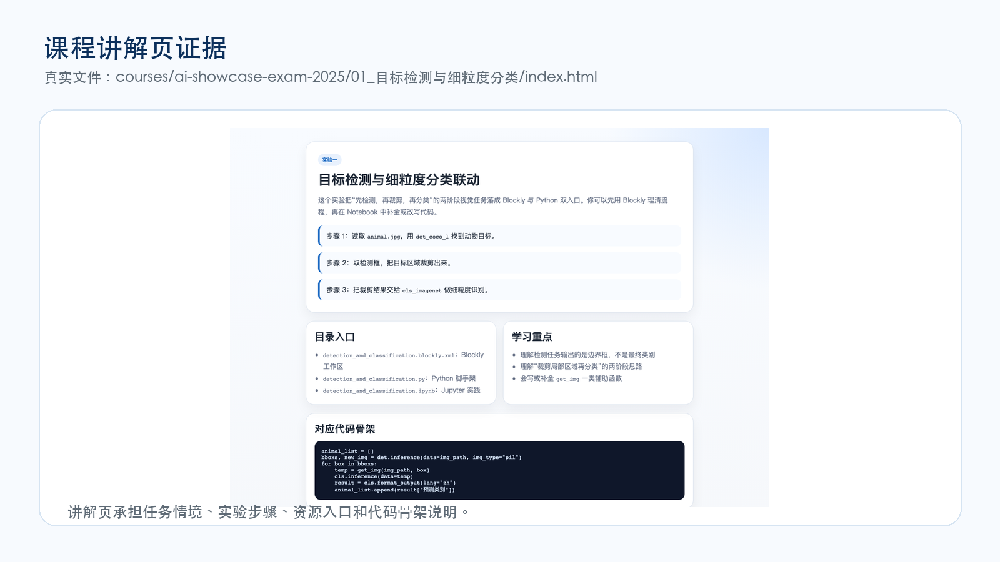 课程讲解页证据
真实文件：courses/ai-showcase-exam-2025/01_目标检测与细粒度分类/index.html
实验一
目标检测与细粒度分类联动
这个实验把“先检测，再裁剪，再分类”的两阶段视觉任务落成 Blockly 与 Python 双入口。你可以先用 Blockly 理清流
程，再在 Notebook 中补全或改写代码。
步骤 1：读取 animal.jpg，用 det_coco_l 找到动物目标。
步骤 2：取检测框，把目标区域裁剪出来。
步骤 3：把裁剪结果交给 cls_imagenet 做细粒度识别。
目录入口
• detection_and_classification.blockly.xml：Blockly
工作区
• detection_and_classification.py：Python 脚手架
• detection_and_classification.ipynb：Jupyter 实践
学习重点
• 理解检测任务输出的是边界框，不是最终类别
• 理解“裁剪局部区域再分类”的两阶段思路
• 会写或补全 get_img 一类辅助函数
对应代码骨架
animal_list = []
bboxs, new_img = det.inference(data=img_path, img_type="pil")
for box in bboxs:
    temp = get_img(img_path, box)
    cls.inference(data=temp)
    result = cls.format_output(lang="zh")
    animal_list.append(result["预测类别"])
讲解页承担任务情境、实验步骤、资源入口和代码骨架说明。